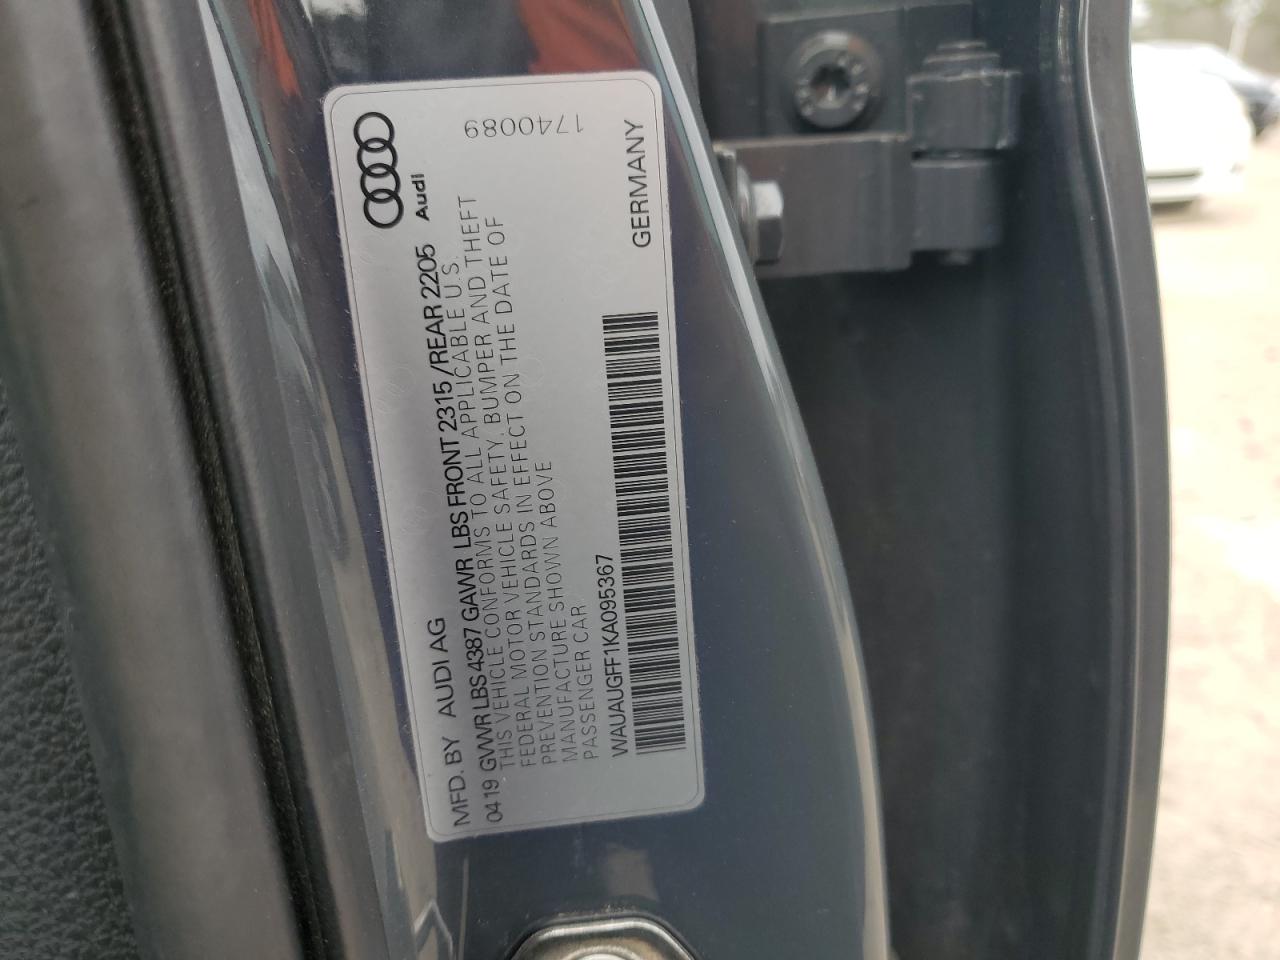 Audi
1740089
MFD. BY AUDI AG
0419 GVWR LBS 4387 GAWR LBS FRONT 2315 /REAR 2205
THIS VEHICLE CONFORMS TO ALL APPLICABLE U.S.
FEDERAL MOTOR VEHICLE SAFETY, BUMPER AND THEFT
PREVENTION STANDARDS IN EFFECT ON THE DATE OF
MANUFACTURE SHOWN ABOVE
PASSENGER CAR
WAUAUGFF1KA095367
GERMANY